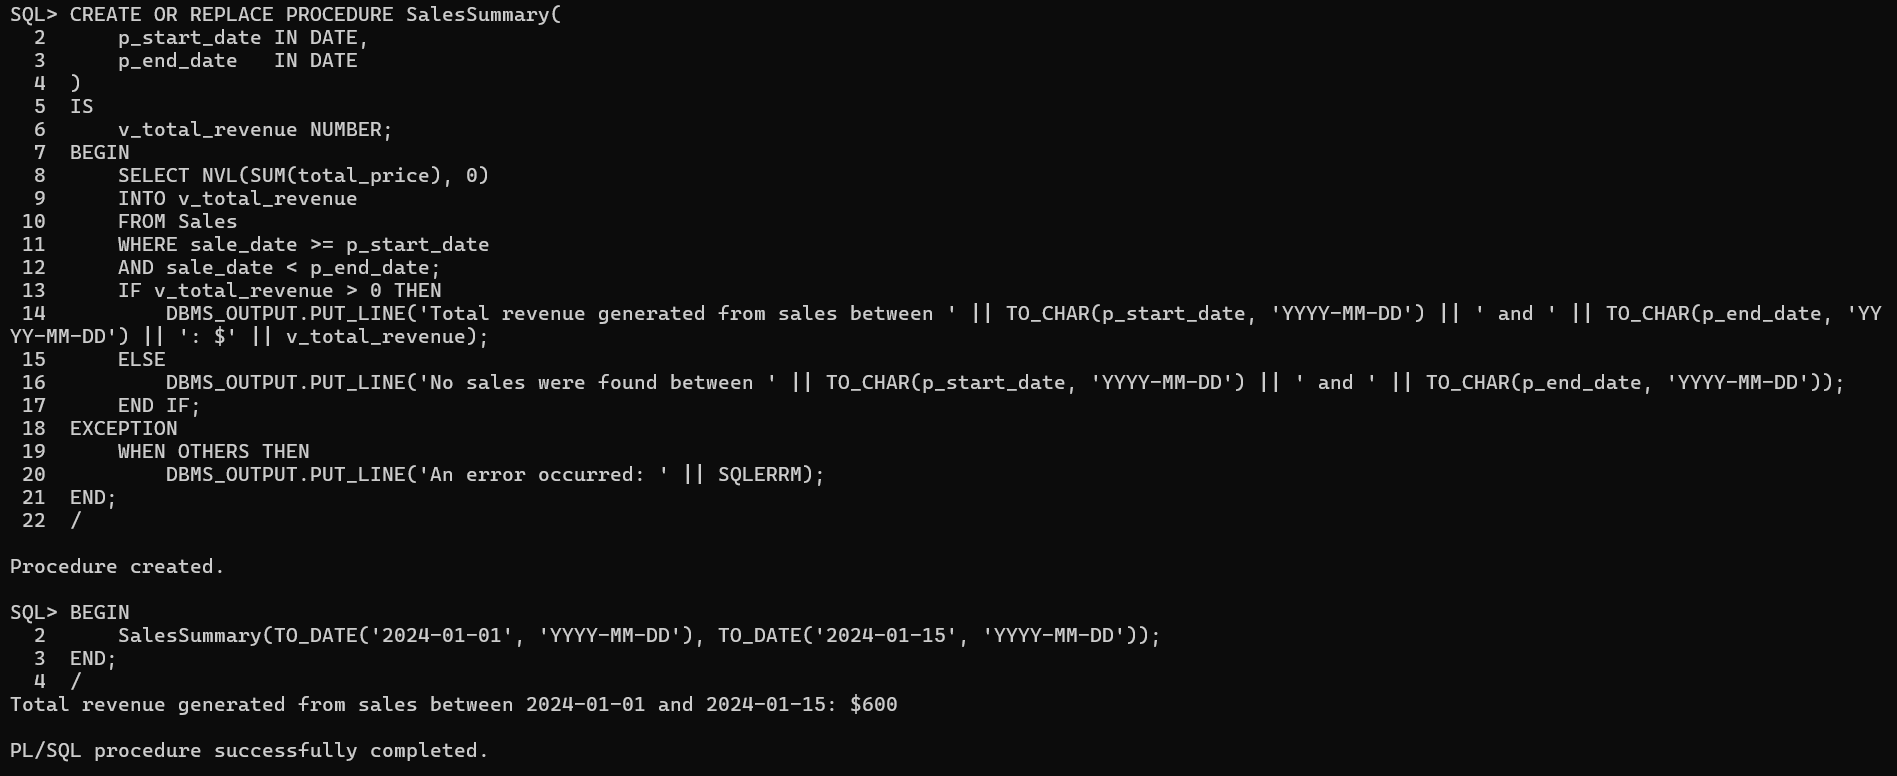 SQL> CREATE OR REPLACE PROCEDURE SalesSummary(
  2      p_start_date IN DATE,
  3      p_end_date   IN DATE
  4  )
  5  IS
  6      v_total_revenue NUMBER;
  7  BEGIN
  8      SELECT NVL(SUM(total_price), 0)
  9      INTO v_total_revenue
 10      FROM Sales
 11      WHERE sale_date >= p_start_date
 12      AND sale_date < p_end_date;
 13      IF v_total_revenue > 0 THEN
 14          DBMS_OUTPUT.PUT_LINE('Total revenue generated from sales between ' || TO_CHAR(p_start_date, 'YYYY-MM-DD') || ' and ' || TO_CHAR(p_end_date, 'YY
YY-MM-DD') || ': $' || v_total_revenue);
 15      ELSE
 16          DBMS_OUTPUT.PUT_LINE('No sales were found between ' || TO_CHAR(p_start_date, 'YYYY-MM-DD') || ' and ' || TO_CHAR(p_end_date, 'YYYY-MM-DD'));
 17      END IF;
 18  EXCEPTION
 19      WHEN OTHERS THEN
 20          DBMS_OUTPUT.PUT_LINE('An error occurred: ' || SQLERRM);
 21  END;
 22  /

Procedure created.

SQL> BEGIN
  2      SalesSummary(TO_DATE('2024-01-01', 'YYYY-MM-DD'), TO_DATE('2024-01-15', 'YYYY-MM-DD'));
  3  END;
  4  /
Total revenue generated from sales between 2024-01-01 and 2024-01-15: $600

PL/SQL procedure successfully completed.